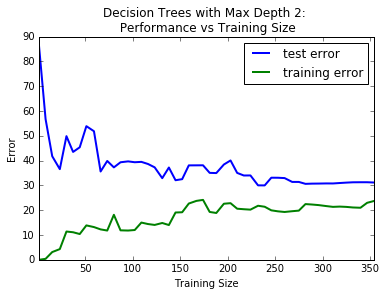 Decision Trees with Max Depth 2:
Performance vs Training Size
90
80
70
60
50
40
30
20
10
0
Error
test error
training error
50
100
150
200
250
300
350
Training Size